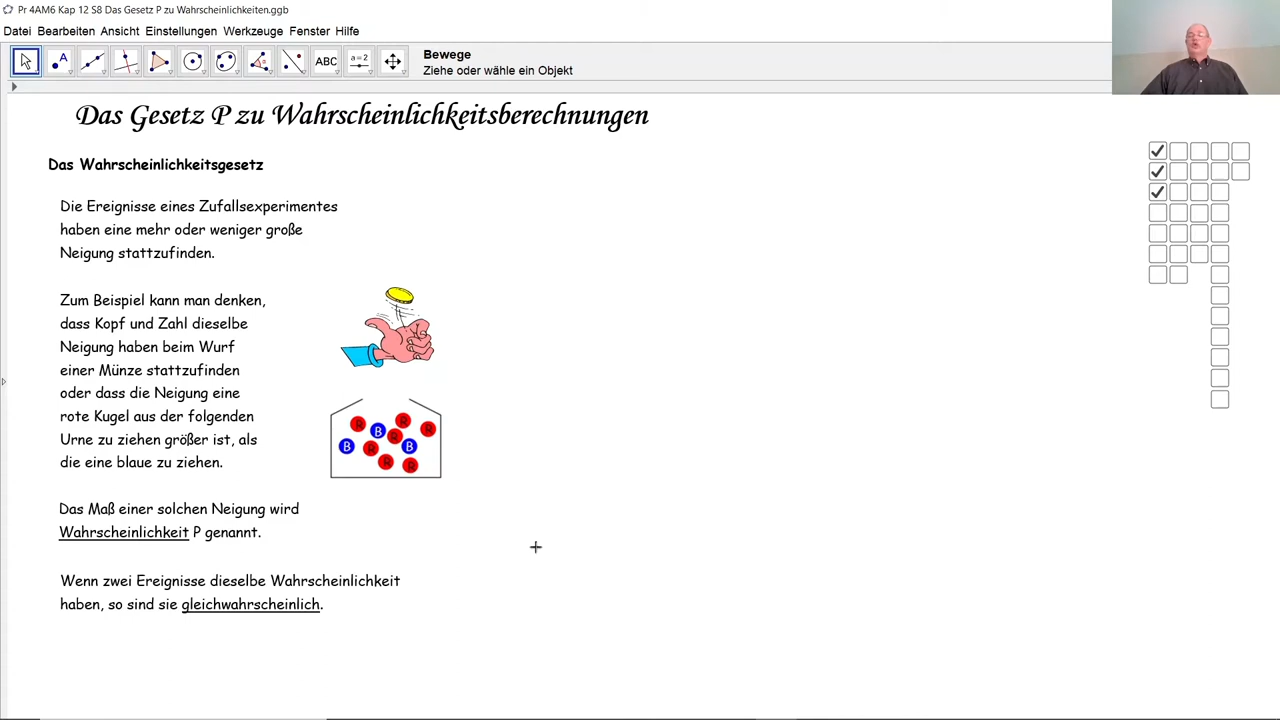 Pr 4AM6 Kap 12 S8 Das Gesetz P zu Wahrscheinlichkeiten.ggb
Datei Bearbeiten Ansicht Einstellungen Werkzeuge Fenster Hilfe
A
ABC
a=2
Bewege
Ziehe oder wähle ein Objekt
Das Gesetz P zu Wahrscheinlichkeitsberechnungen
Das Wahrscheinlichkeitsgesetz
Die Ereignisse eines Zufallsexperimentes
haben eine mehr oder weniger große
Neigung stattzufinden.
Zum Beispiel kann man denken,
dass Kopf und Zahl dieselbe
Neigung haben beim Wurf
einer Münze stattzufinden
oder dass die Neigung eine
rote Kugel aus der folgenden
Urne zu ziehen größer ist, als
die eine blaue zu ziehen.
R R R
B R
B R B
R R
Das Maß einer solchen Neigung wird
Wahrscheinlichkeit P genannt.
Wenn zwei Ereignisse dieselbe Wahrscheinlichkeit
haben, so sind sie gleichwahrscheinlich.